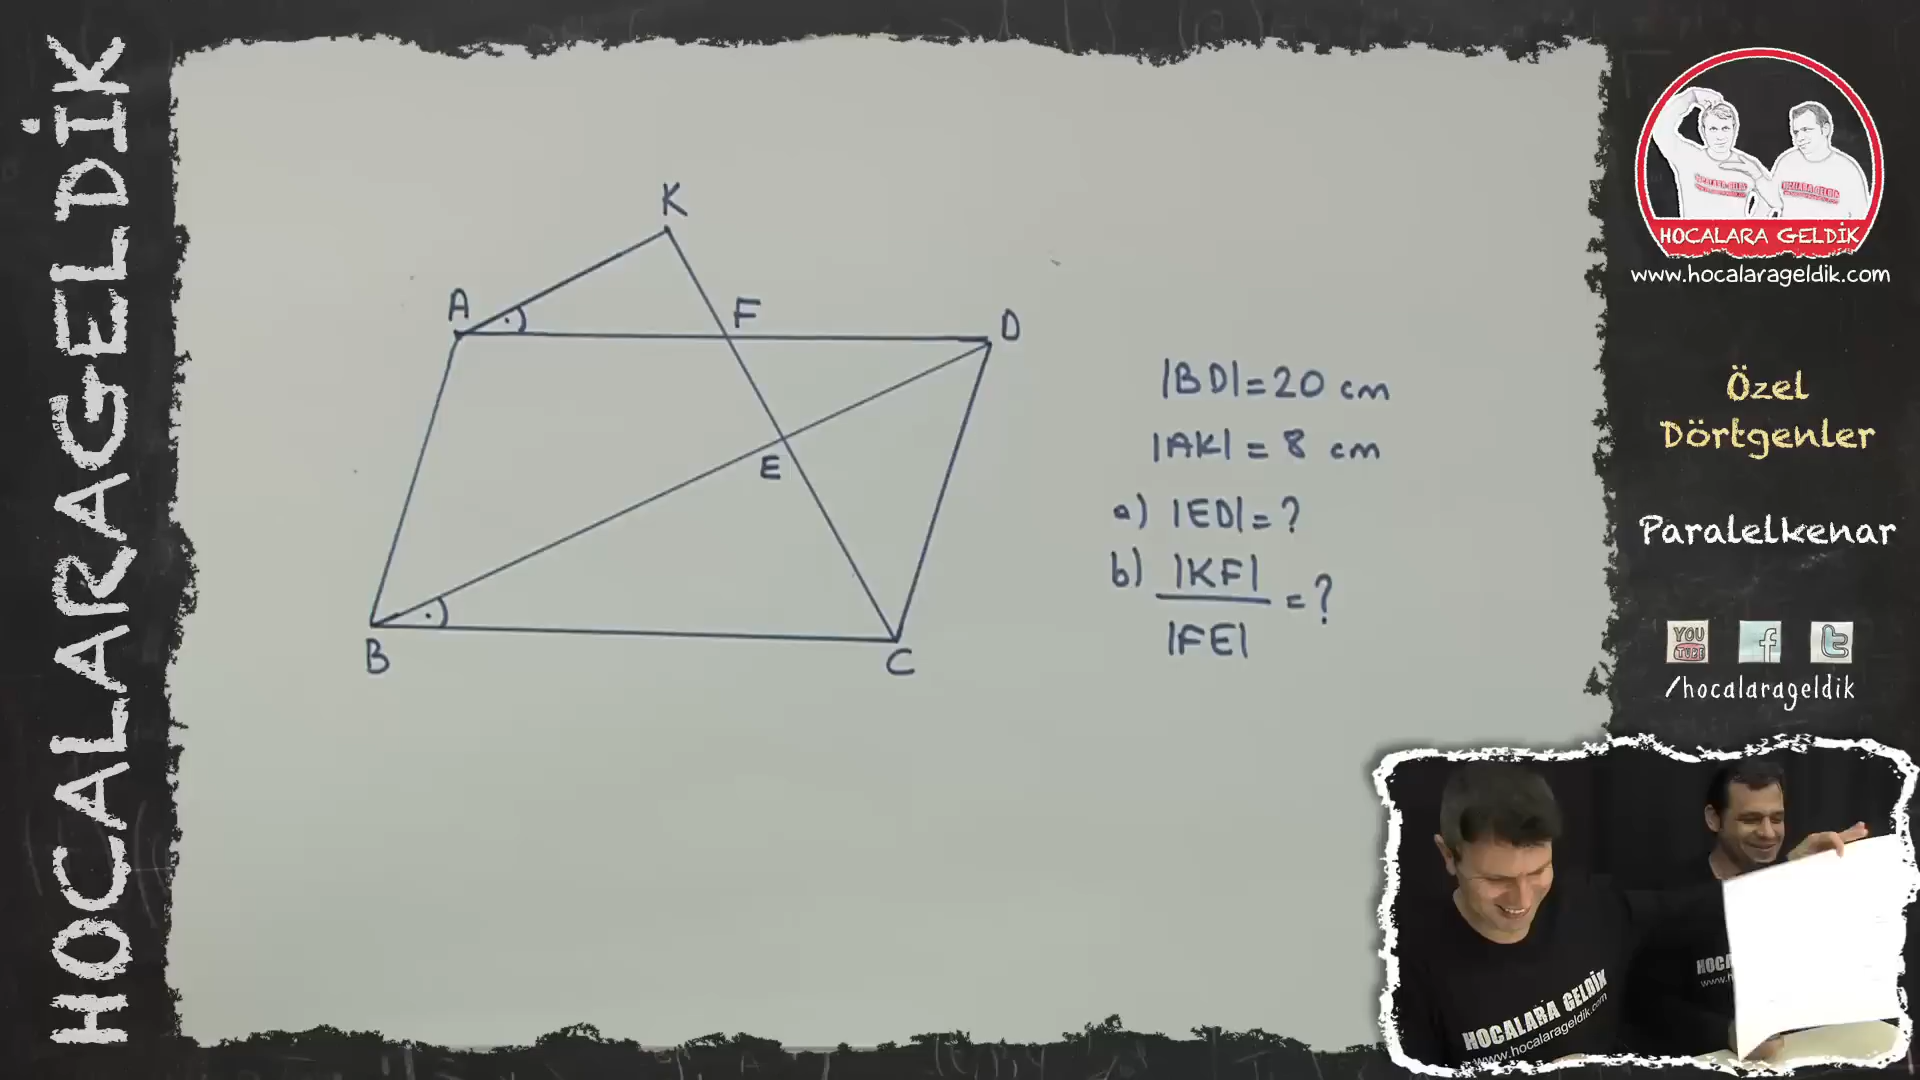 HOCALARAGELDİK
K
A
F
D
E
B
C
|BD|=20 cm
|AK|=8 cm
a) |ED|=?
b) |KF|
=?
|FE|
HOCALARA GELDİK
www.hocalarageldik.com
Özel
Dörtgenler
Paralelkenar
YOU
f
t
/hocalarageldik
HOCALARA GELDİK
www.hocalarageldik.com